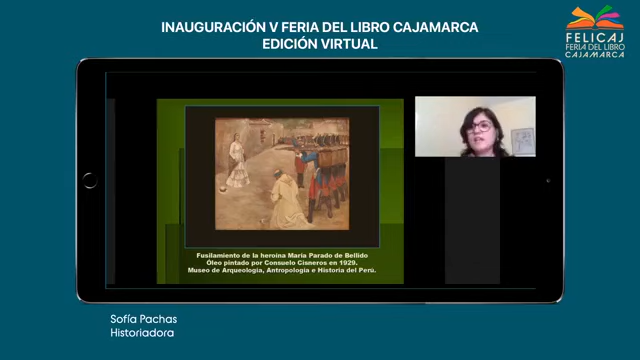 INAUGURACIÓN V FERIA DEL LIBRO CAJAMARCA
EDICIÓN VIRTUAL
FELICAJ
FERIA DEL LIBRO
CAJAMARCA
Fusilamiento de la heroína María Parado de Bellido
Óleo pintado por Consuelo Cisneros en 1929.
Museo de Arqueología, Antropología e Historia del Perú.
Sofía Pachas
Historiadora